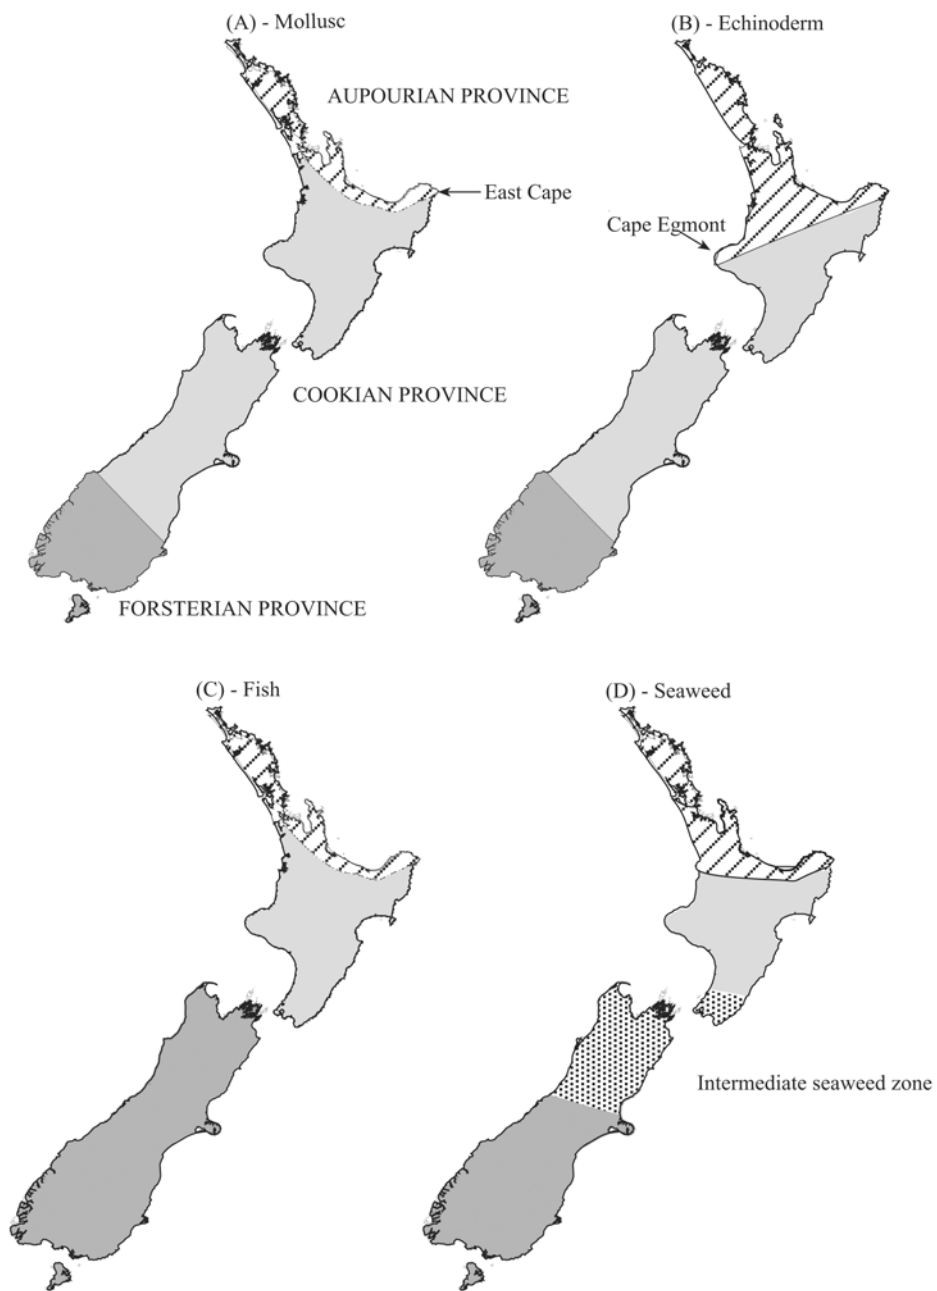 (A) - Mollusc
(B) - Echinoderm
AUPOURIAN PROVINCE
East Cape
Cape Egmont
COOKIAN PROVINCE
FORSTERIAN PROVINCE
(C) - Fish
(D) - Seaweed
Intermediate seaweed zone